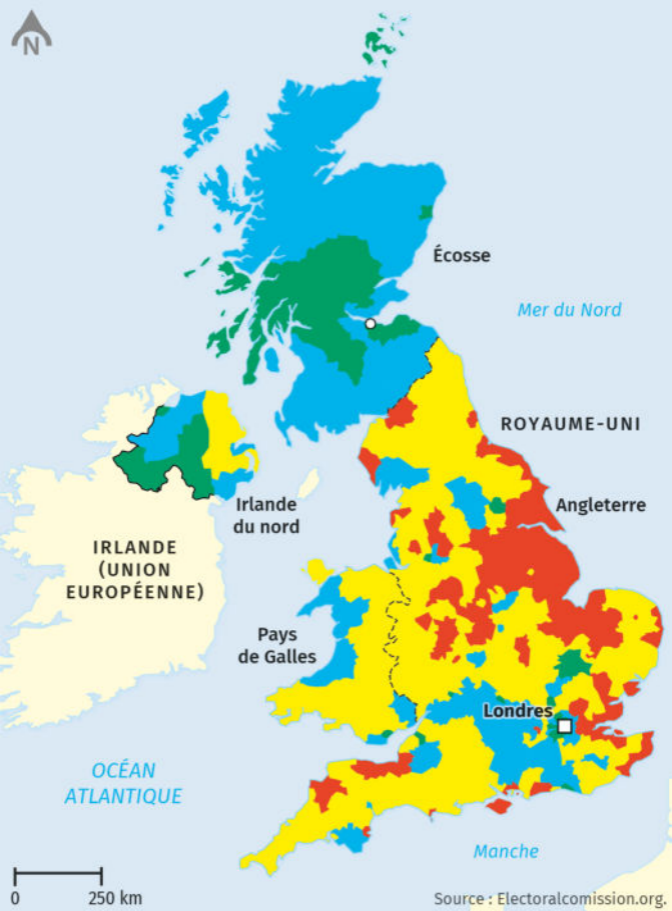 N
Écosse
Mer du Nord
ROYAUME-UNI
Angleterre
Irlande
du nord
IRLANDE
(UNION
EUROPÉENNE)
Pays
de Galles
Londres
OCÉAN
ATLANTIQUE
Manche
0 250 km
Source : Electoralcomission.org.